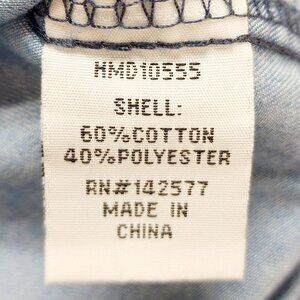 HMD10555
SHELL:
60%COTTON
40%POLYESTER
RN#142577
MADE IN
CHINA